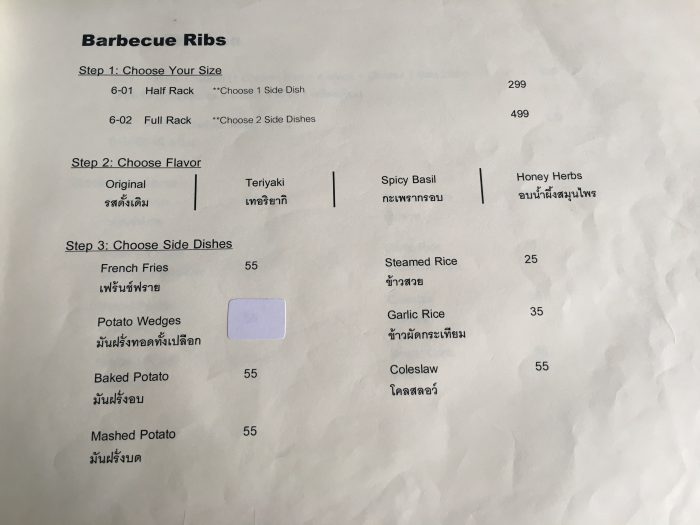 Barbecue Ribs
Step 1: Choose Your Size
6-01 Half Rack **Choose 1 Side Dish 299
6-02 Full Rack **Choose 2 Side Dishes 499
Step 2: Choose Flavor
Original Teriyaki Spicy Basil Honey Herbs
รสดั้งเดิม เทอริยากิ กะเพรากรอบ อบน้ำผึ้งสมุนไพร
Step 3: Choose Side Dishes
French Fries 55 Steamed Rice 25
เฟร้นช์ฟราย ข้าวสวย
Potato Wedges Garlic Rice 35
มันฝรั่งทอดทั้งเปลือก ข้าวผัดกระเทียม
Baked Potato 55 Coleslaw 55
มันฝรั่งอบ โคลสลอว์
Mashed Potato 55
มันฝรั่งบด